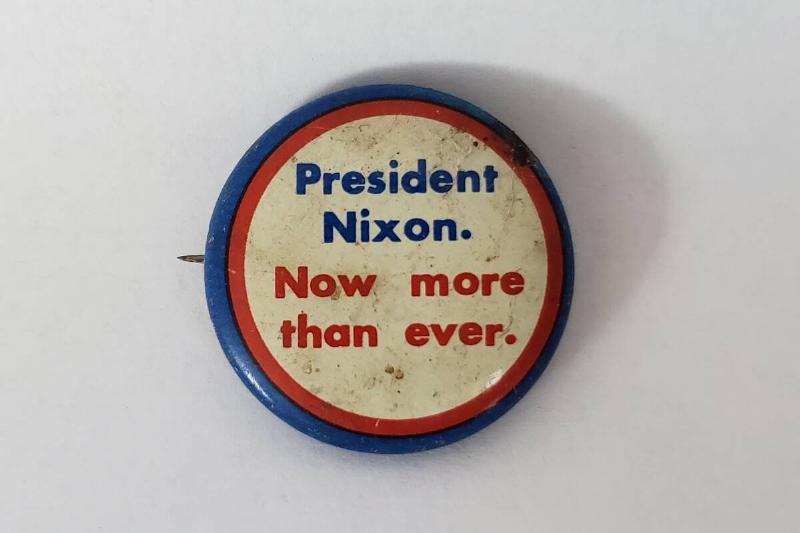 President
Nixon.
Now more
than ever.